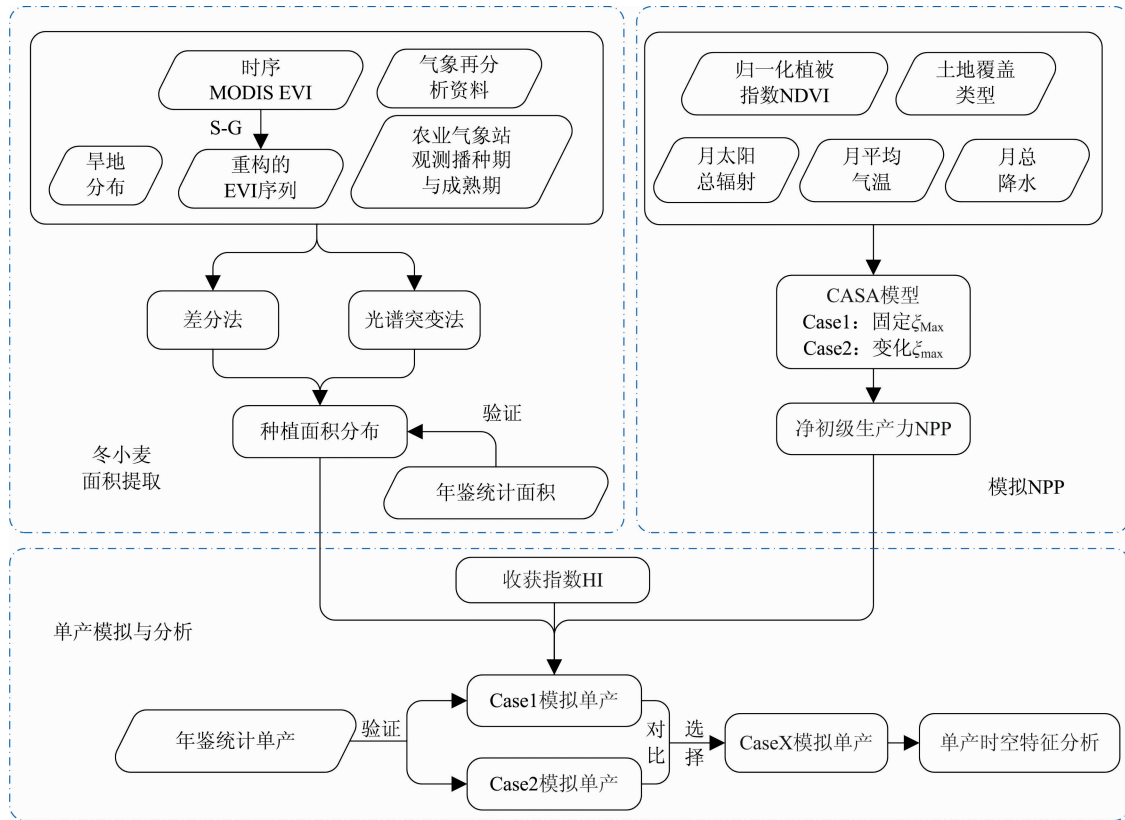 时序
MODIS EVI
气象再分
析资料
S-G
旱地
分布
重构的
EVI序列
农业气象站
观测播种期
与成熟期
差分法
光谱突变法
种植面积分布
验证
年鉴统计面积
冬小麦
面积提取
归一化植被
指数NDVI
土地覆盖
类型
月太阳
总辐射
月平均
气温
月总
降水
CASA模型
Case1：固定ξMax
Case2：变化ξmax
净初级生产力NPP
模拟NPP
收获指数HI
单产模拟与分析
年鉴统计单产
验证
Case1模拟单产
Case2模拟单产
对比
选择
CaseX模拟单产
单产时空特征分析